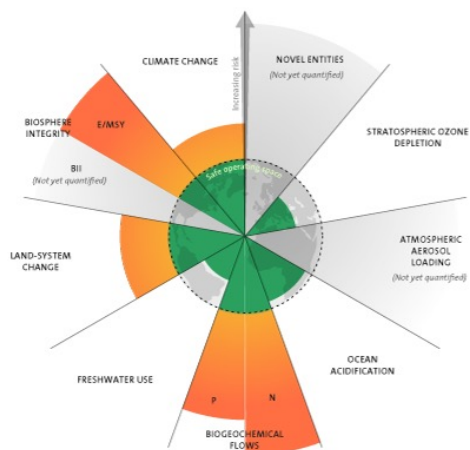 CLIMATE CHANGE
Increasing risk
NOVEL ENTITIES
(Not yet quantified)
STRATOSPHERIC OZONE
DEPLETION
BIOSPHERE
INTEGRITY
E/MSY
BII
(Not yet quantified)
Safe operating space
LAND-SYSTEM
CHANGE
ATMOSPHERIC
AEROSOL
LOADING
(Not yet quantified)
FRESHWATER USE
OCEAN
ACIDIFICATION
P
N
BIOGEOCHEMICAL
FLOWS